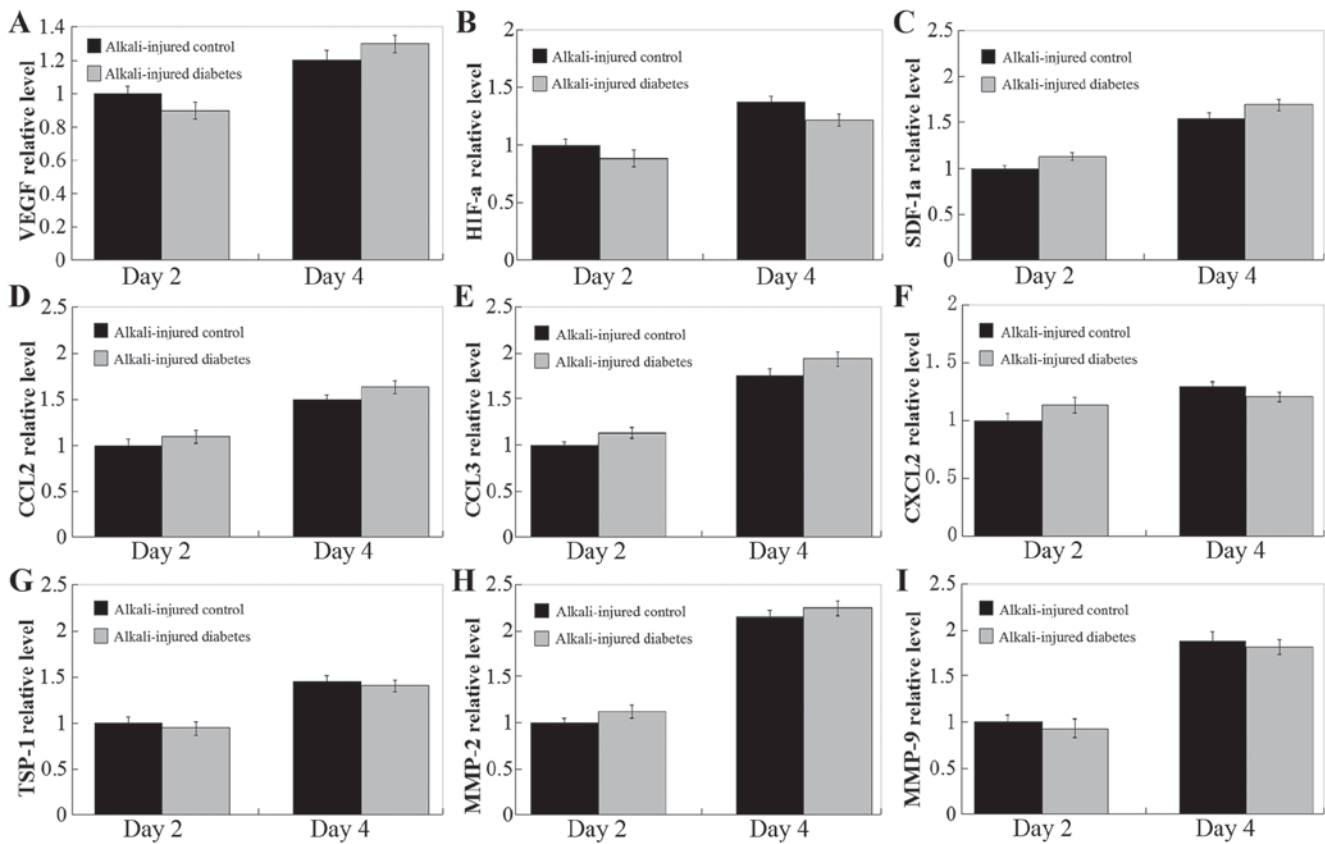 A
VEGF relative level
1.4
1.2
1
0.8
0.6
0.4
0.2
0
Alkali-injured control
Alkali-injured diabetes
Day 2
Day 4
B
HIF-a relative level
2
1.5
1
0.5
0
Alkali-injured control
Alkali-injured diabetes
Day 2
Day 4
C
SDF-1a relative level
2.5
2
1.5
1
0.5
0
Alkali-injured control
Alkali-injured diabetes
Day 2
Day 4
D
CCL2 relative level
2.5
2
1.5
1
0.5
0
Alkali-injured control
Alkali-injured diabetes
Day 2
Day 4
E
CCL3 relative level
2.5
2
1.5
1
0.5
0
Alkali-injured control
Alkali-injured diabetes
Day 2
Day 4
F
CXCL2 relative level
2
1.5
1
0.5
0
Alkali-injured control
Alkali-injured diabetes
Day 2
Day 4
G
TSP-1 relative level
2.5
2
1.5
1
0.5
0
Alkali-injured control
Alkali-injured diabetes
Day 2
Day 4
H
MMP-2 relative level
2.5
2
1.5
1
0.5
0
Alkali-injured control
Alkali-injured diabetes
Day 2
Day 4
I
MMP-9 relative level
2.5
2
1.5
1
0.5
0
Alkali-injured control
Alkali-injured diabetes
Day 2
Day 4